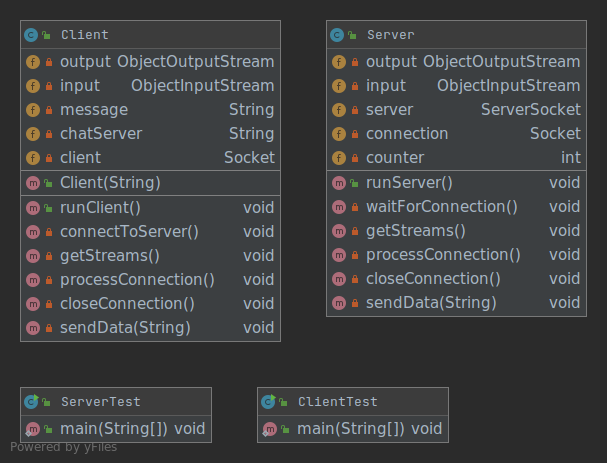 Client
output ObjectOutputStream
input ObjectInputStream
message String
chatServer String
client Socket
Client(String)
runClient() void
connectToServer() void
getStreams() void
processConnection() void
closeConnection() void
sendData(String) void
Server
output ObjectOutputStream
input ObjectInputStream
server ServerSocket
connection Socket
counter int
runServer() void
waitForConnection() void
getStreams() void
processConnection() void
closeConnection() void
sendData(String) void
ServerTest
main(String[]) void
ClientTest
main(String[]) void
Powered by yFiles